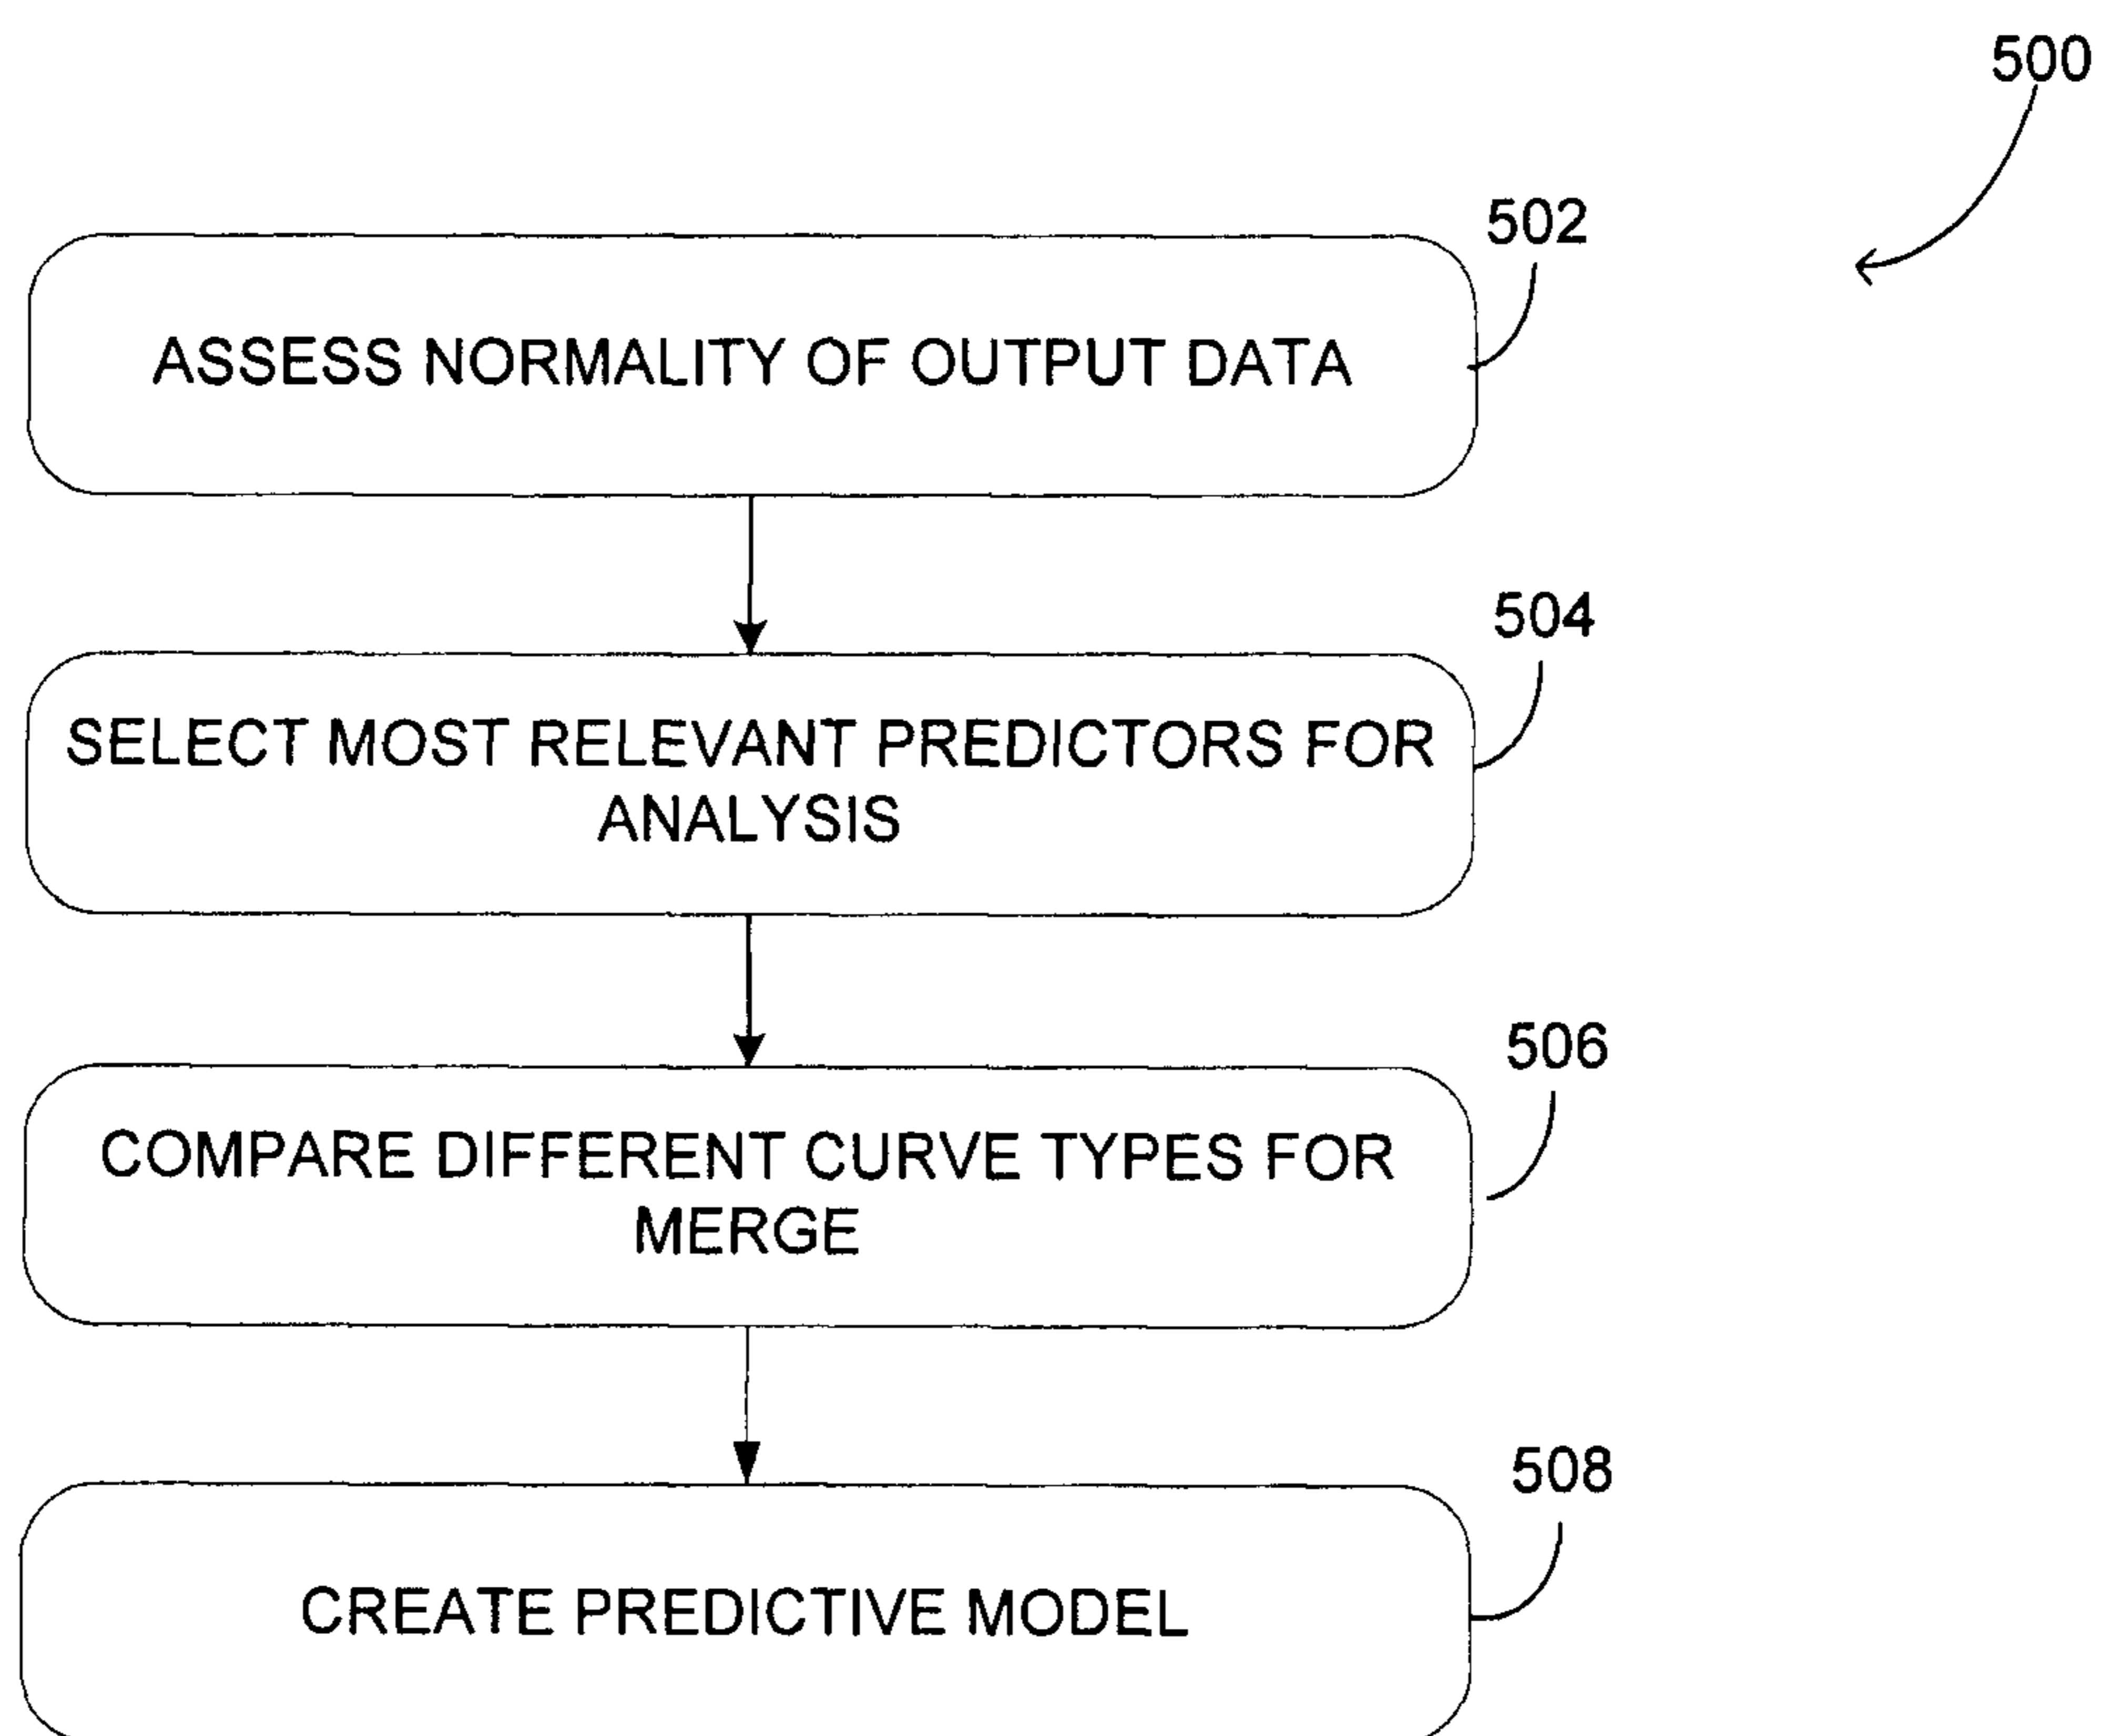 500
502
ASSESS NORMALITY OF OUTPUT DATA
504
SELECT MOST RELEVANT PREDICTORS FOR
ANALYSIS
506
COMPARE DIFFERENT CURVE TYPES FOR
MERGE
508
CREATE PREDICTIVE MODEL